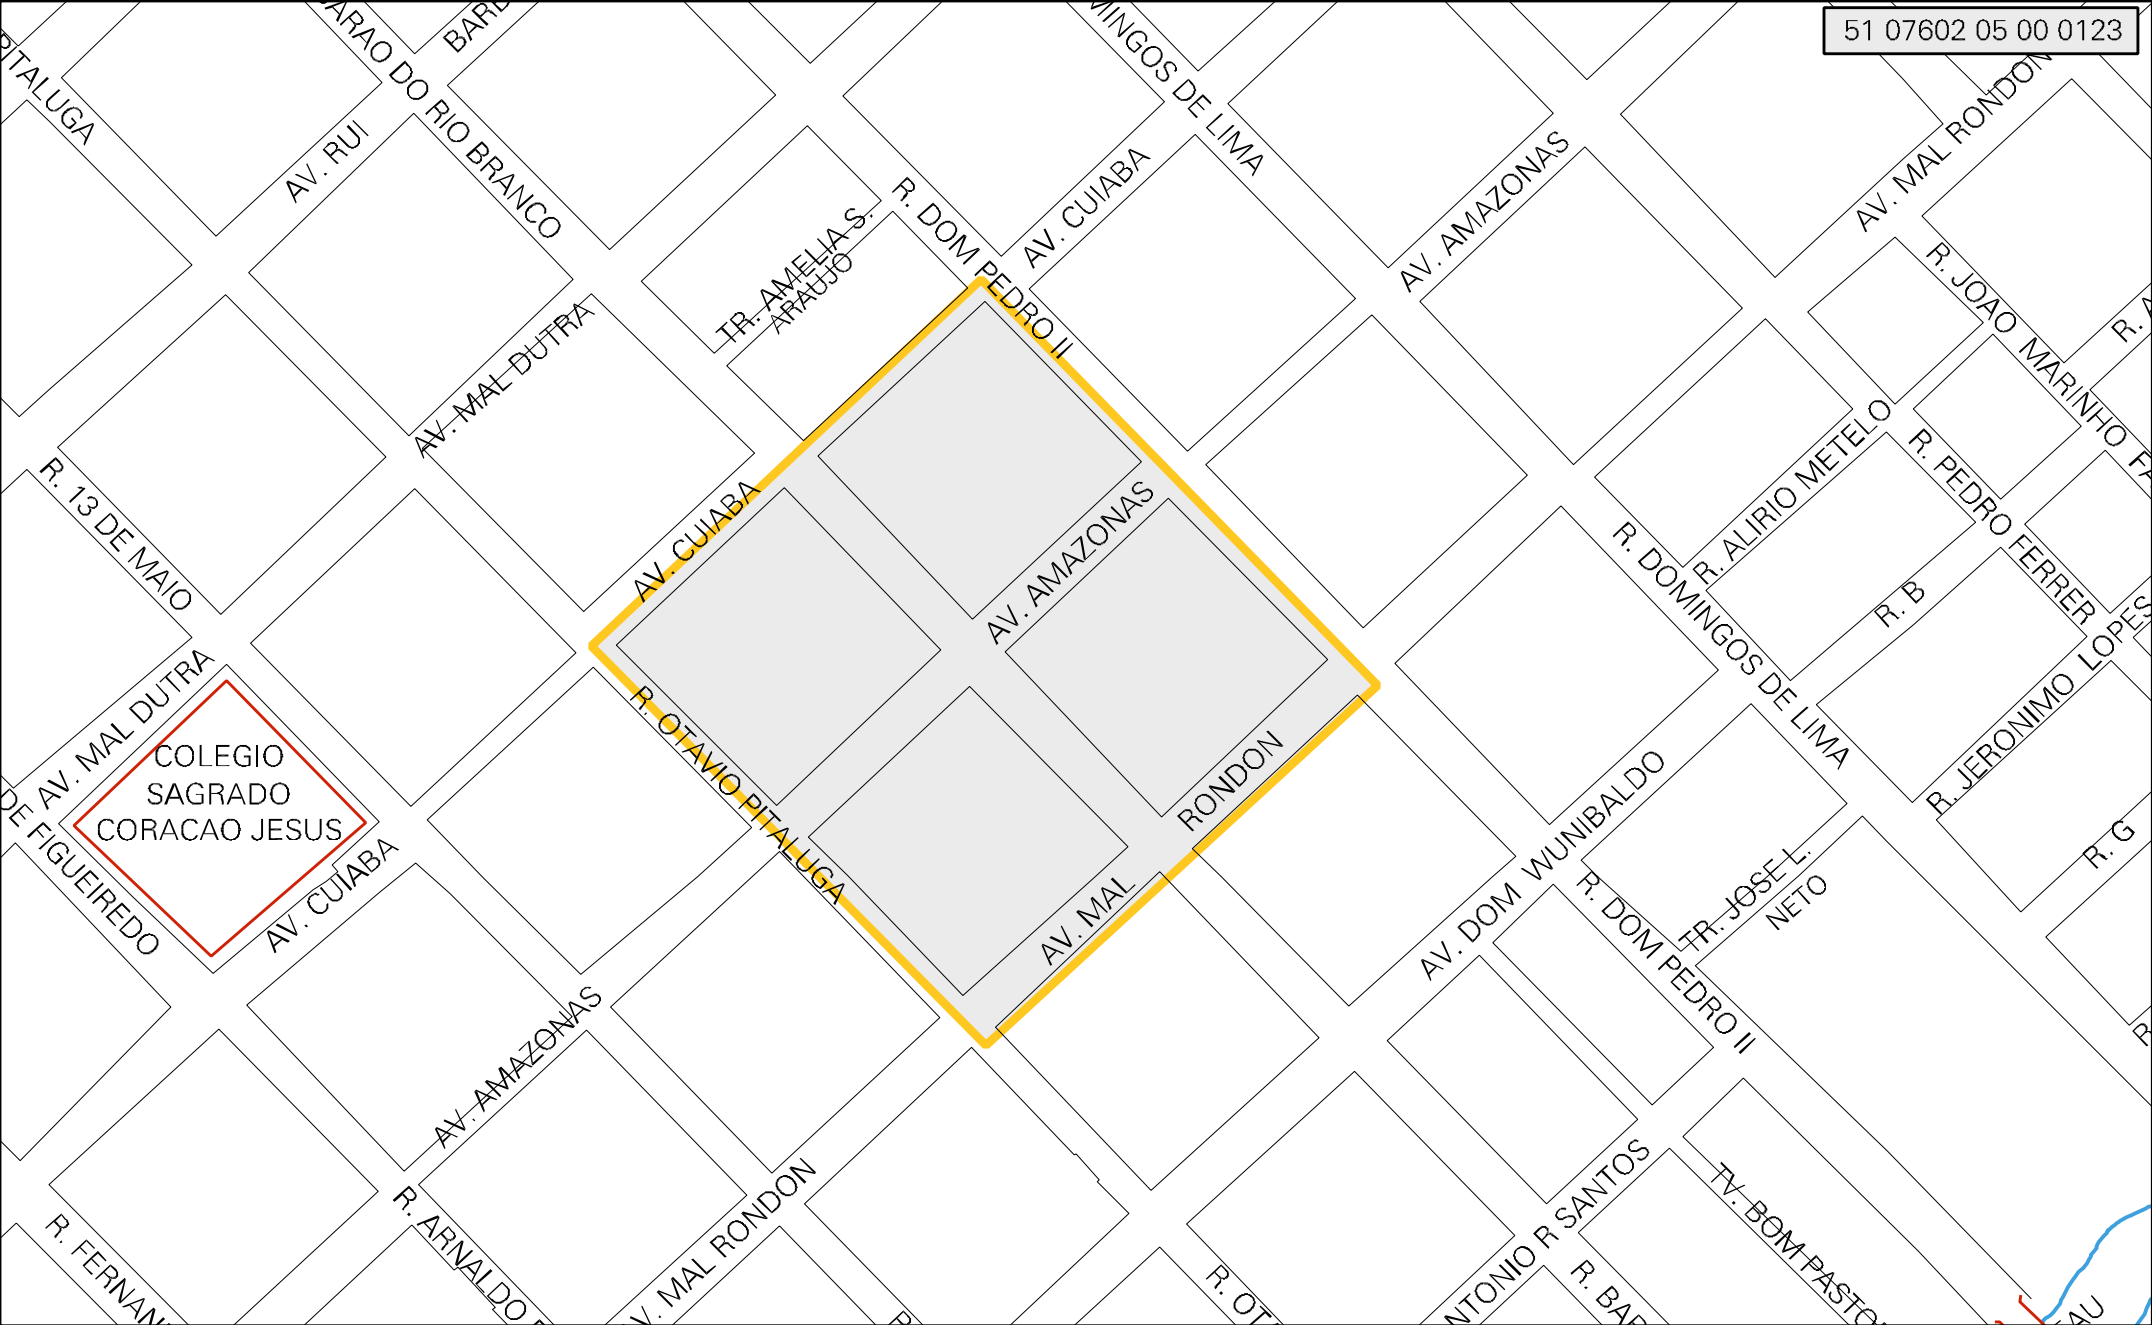 51 07602 05 00 0123
PITALUGA
ARAO DO RIO BRANCO
BARD
MINGOS DE LIMA
AV. MAL RONDON
AV. RUI
R. DOM PEDRO II
AV. CUIABA
AV. AMAZONAS
TR. AMELIA S.
ARAUJO
R. JOAO MARINHO FA
R. A
AV. MAL DUTRA
R. 13 DE MAIO
AV. CUIABA
AV. AMAZONAS
R. ALIRIO METELO
R. PEDRO FERRER
R. DOMINGOS DE LIMA
R. B
R. JERONIMO LOPES
AV. MAL DUTRA
COLEGIO
SAGRADO
CORACAO JESUS
DE FIGUEIREDO
AV. CUIABA
R. OTAVIO PITALUGA
AV. MAL RONDON
AV. DOM WUNIBALDO
TR. JOSE L.
NETO
R. G
R. DOM PEDRO II
AV. AMAZONAS
R. FERNAN
R. ARNALDO
AV. MAL RONDON
R. OT
NTONIO R SANTOS
R. BAR
TV. BOM PASTO
AU